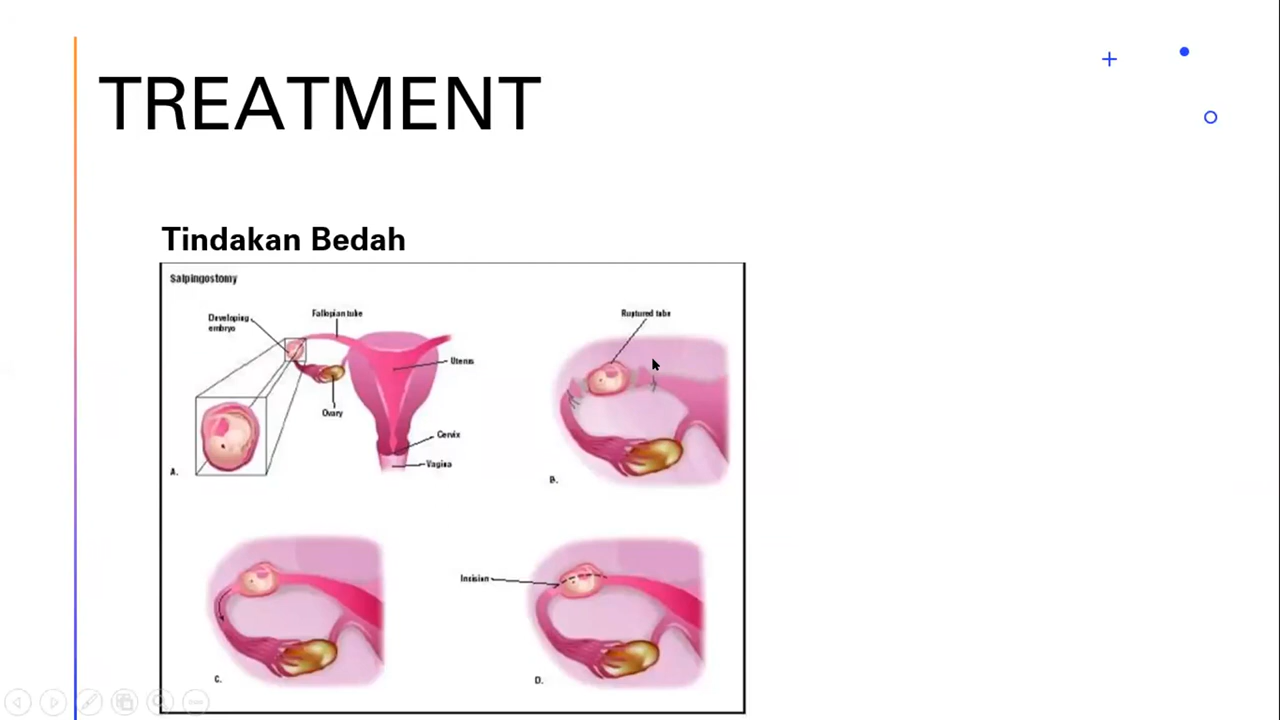 TREATMENT
Tindakan Bedah
Salpingostomy
Developing
embryo
Fallopian tube
Uterus
Ovary
Cervix
Vagina
A.
Ruptured tube
B.
C.
Incision
D.